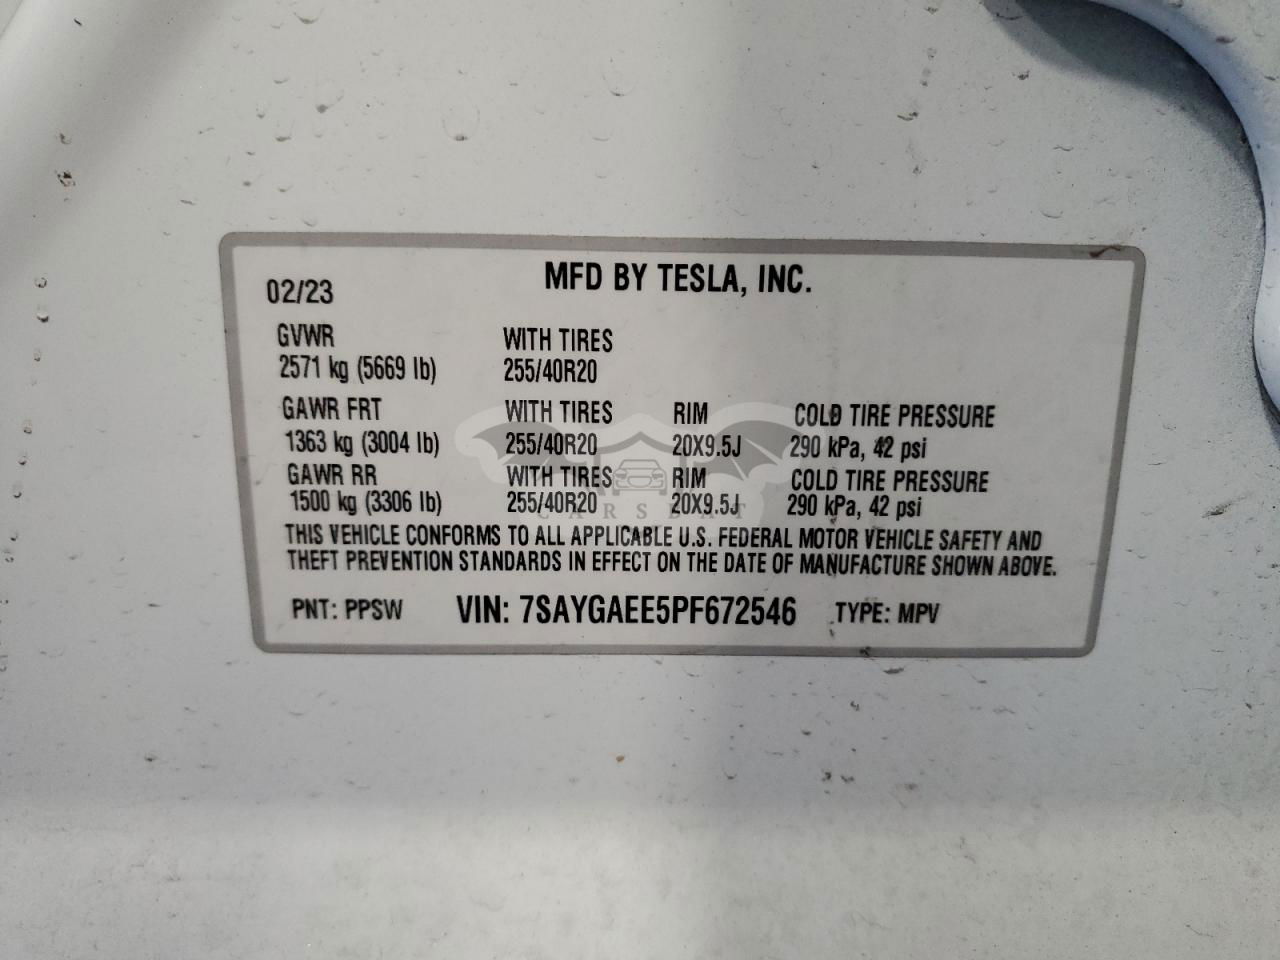 MFD BY TESLA, INC.
02/23
GVWR WITH TIRES
2571 kg (5669 lb) 255/40R20
GAWR FRT WITH TIRES RIM COLD TIRE PRESSURE
1363 kg (3004 lb) 255/40R20 20X9.5J 290 kPa, 42 psi
GAWR RR WITH TIRES RIM COLD TIRE PRESSURE
1500 kg (3306 lb) 255/40R20 20X9.5J 290 kPa, 42 psi
CARSBAT
THIS VEHICLE CONFORMS TO ALL APPLICABLE U.S. FEDERAL MOTOR VEHICLE SAFETY AND
THEFT PREVENTION STANDARDS IN EFFECT ON THE DATE OF MANUFACTURE SHOWN ABOVE.
PNT: PPSW VIN: 7SAYGAEE5PF672546 TYPE: MPV